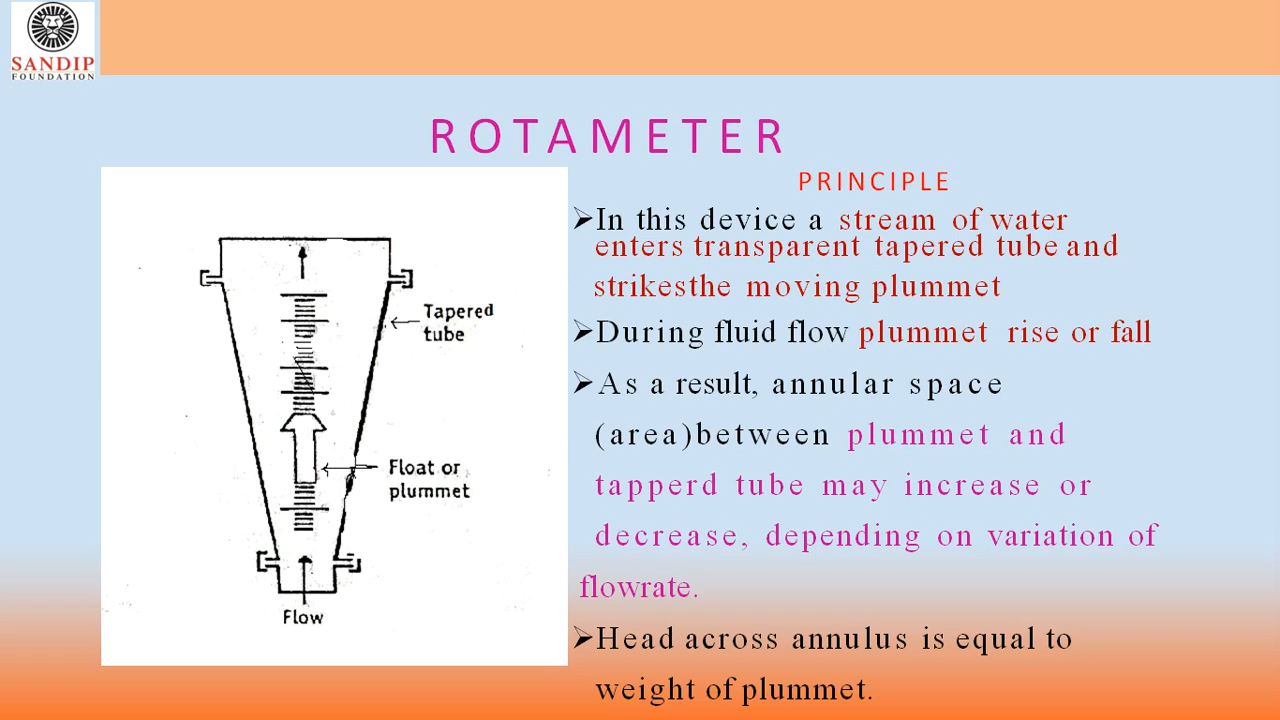 SANDIP
FOUNDATION
ROTAMETER
PRINCIPLE
➢In this device a stream of water
enters transparent tapered tube and
strikesthe moving plummet
➢During fluid flow plummet rise or fall
➢As a result, annular space
(area)between plummet and
tapperd tube may increase or
decrease, depending on variation of
flowrate.
➢Head across annulus is equal to
weight of plummet.
Tapered
tube
Float or
plummet
Flow